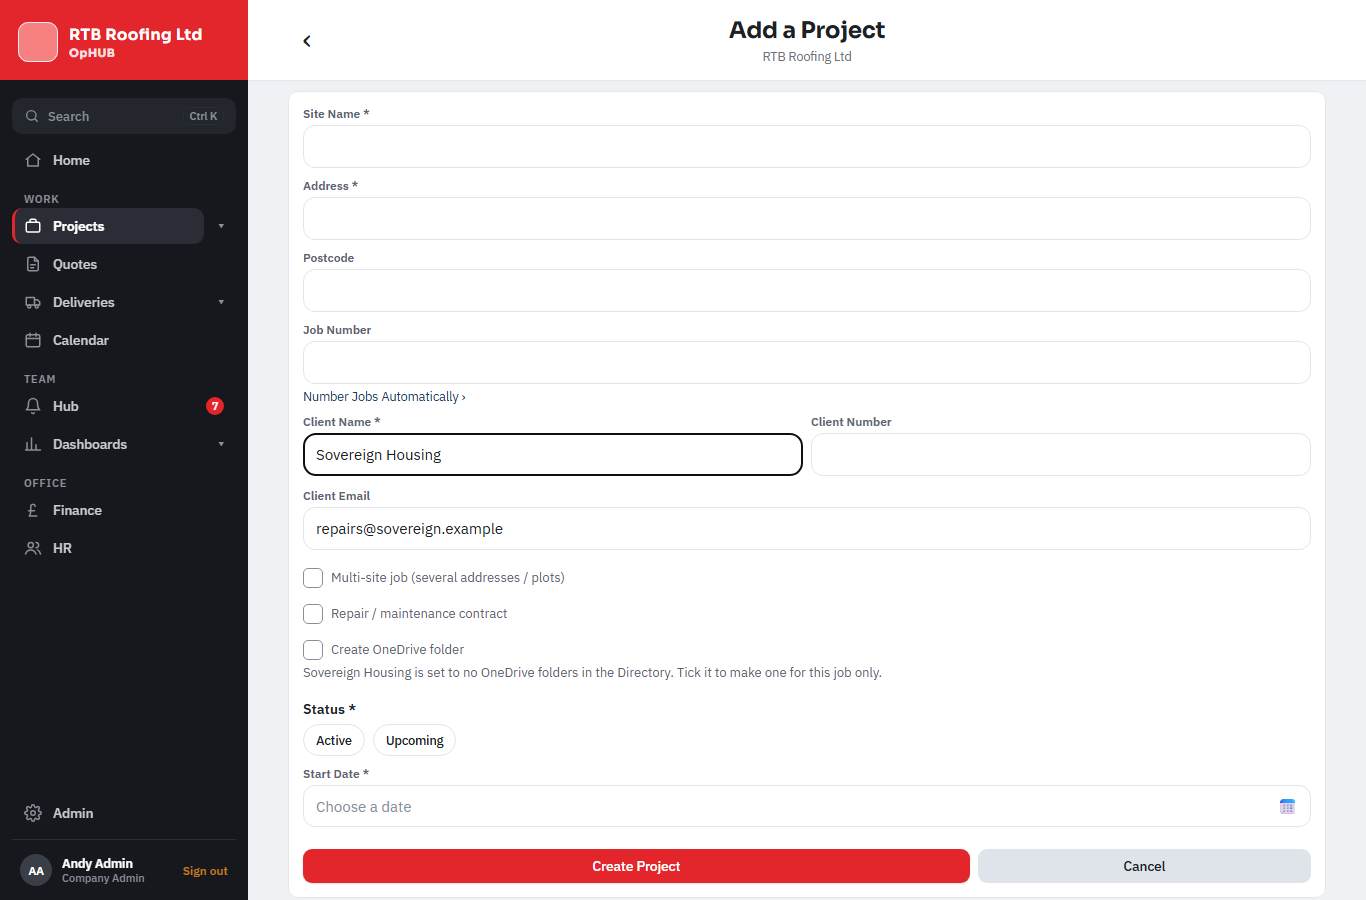 RTB Roofing Ltd
OpHUB
Search Ctrl K
Home
WORK
Projects
Quotes
Deliveries
Calendar
TEAM
Hub 7
Dashboards
OFFICE
Finance
HR
Admin
AA
Andy Admin
Company Admin
Sign out
Add a Project
RTB Roofing Ltd
Site Name *
Address *
Postcode
Job Number
Number Jobs Automatically ›
Client Name * Client Number
Sovereign Housing
Client Email
repairs@sovereign.example
Multi-site job (several addresses / plots)
Repair / maintenance contract
Create OneDrive folder
Sovereign Housing is set to no OneDrive folders in the Directory. Tick it to make one for this job only.
Status *
Active Upcoming
Start Date *
Choose a date
Create Project Cancel